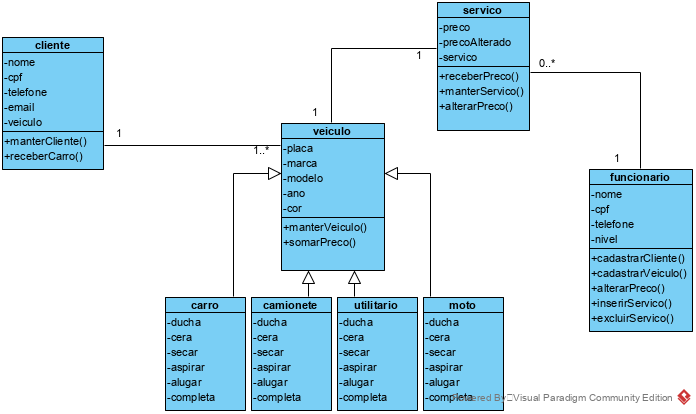 servico
-preco
-precoAlterado
-servico
+receberPreco()
+manterServico()
+alterarPreco()
cliente
-nome
-cpf
-telefone
-email
-veiculo
+manterCliente()
+receberCarro()
1
1..*
1
1
0..*
1
veiculo
-placa
-marca
-modelo
-ano
-cor
+manterVeiculo()
+somarPreco()
funcionario
-nome
-cpf
-telefone
-nivel
+cadastrarCliente()
+cadastrarVeiculo()
+alterarPreco()
+inserirServico()
+excluirServico()
carro
-ducha
-cera
-secar
-aspirar
-alugar
-completa
camionete
-ducha
-cera
-secar
-aspirar
-alugar
-completa
utilitario
-ducha
-cera
-secar
-aspirar
-alugar
-completa
moto
-ducha
-cera
-secar
-aspirar
-alugar
-completa
Powered By Visual Paradigm Community Edition